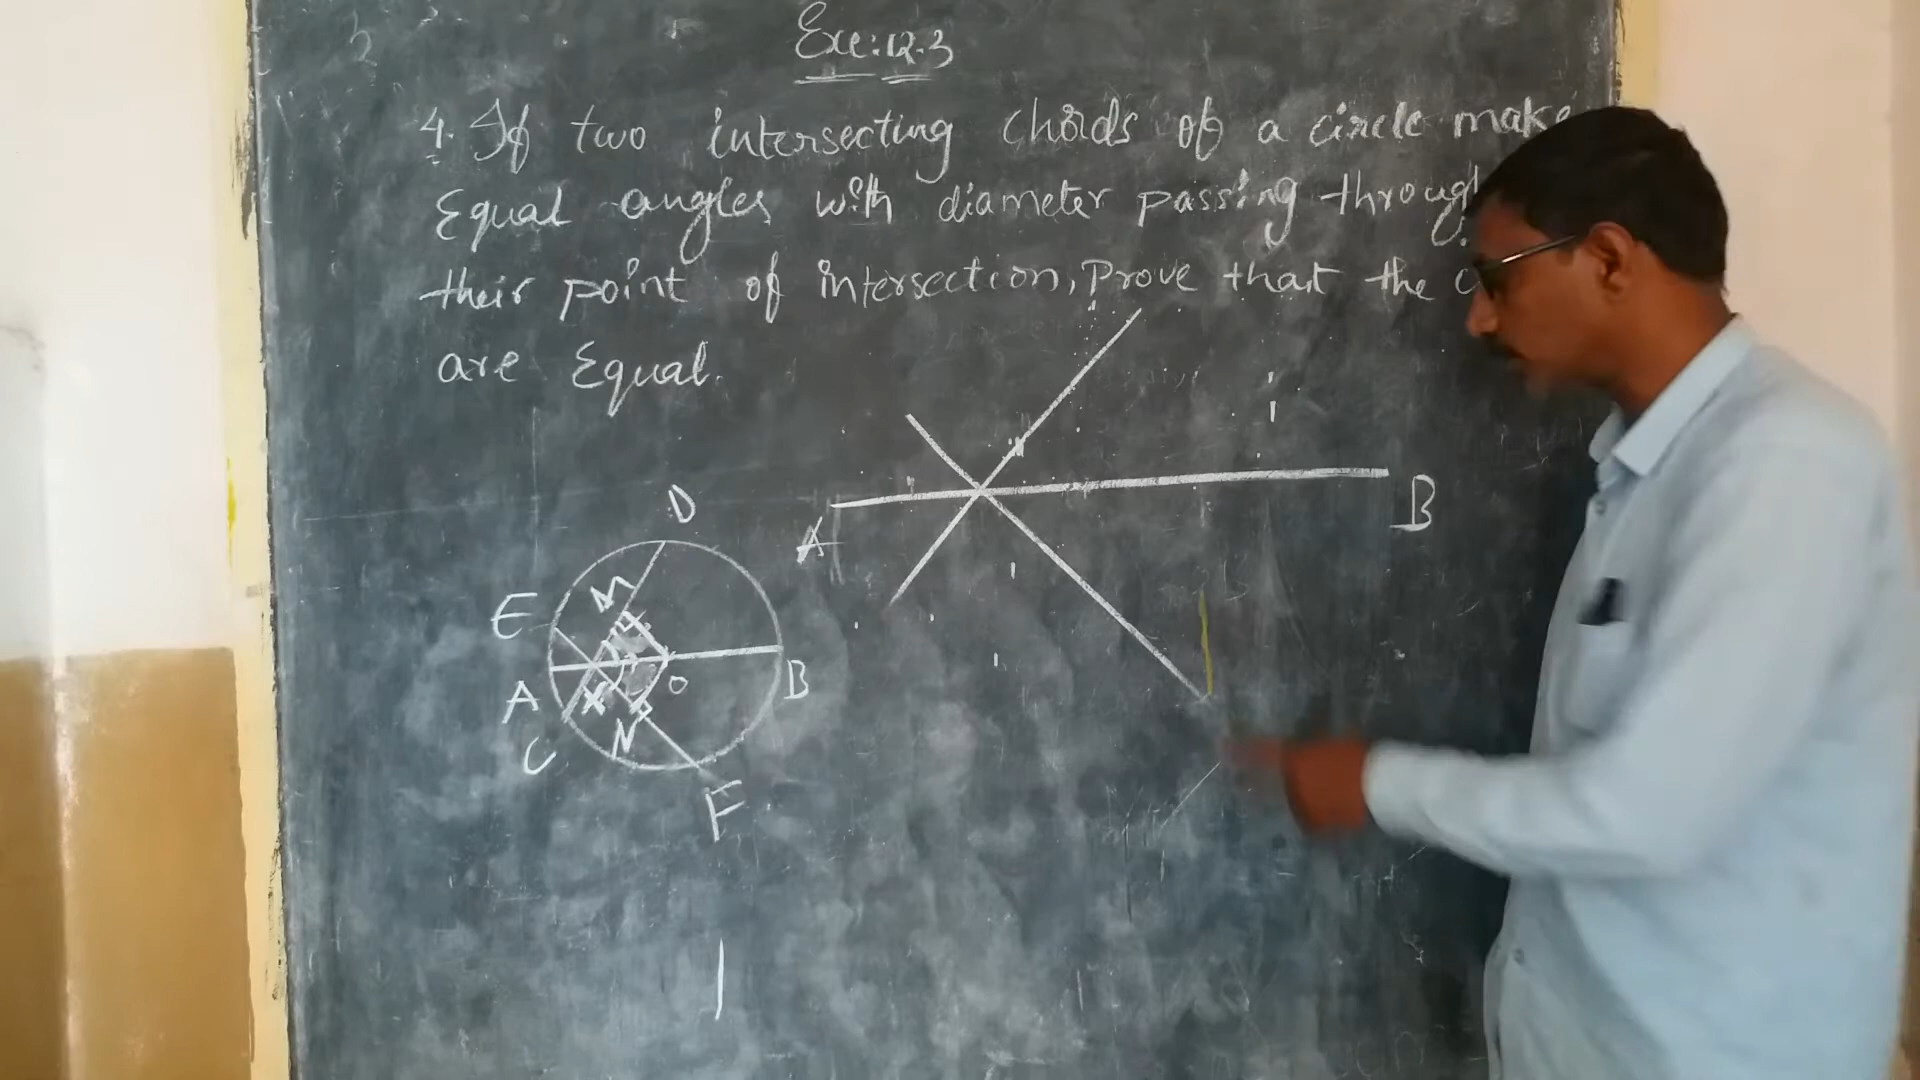 Exe: 12.3
4. If two intersecting chords of a circle make
Equal angles with diameter passing through
their point of intersection, Prove that the
are Equal.
D
A
B
E
M
A
X
O
B
C
N
F